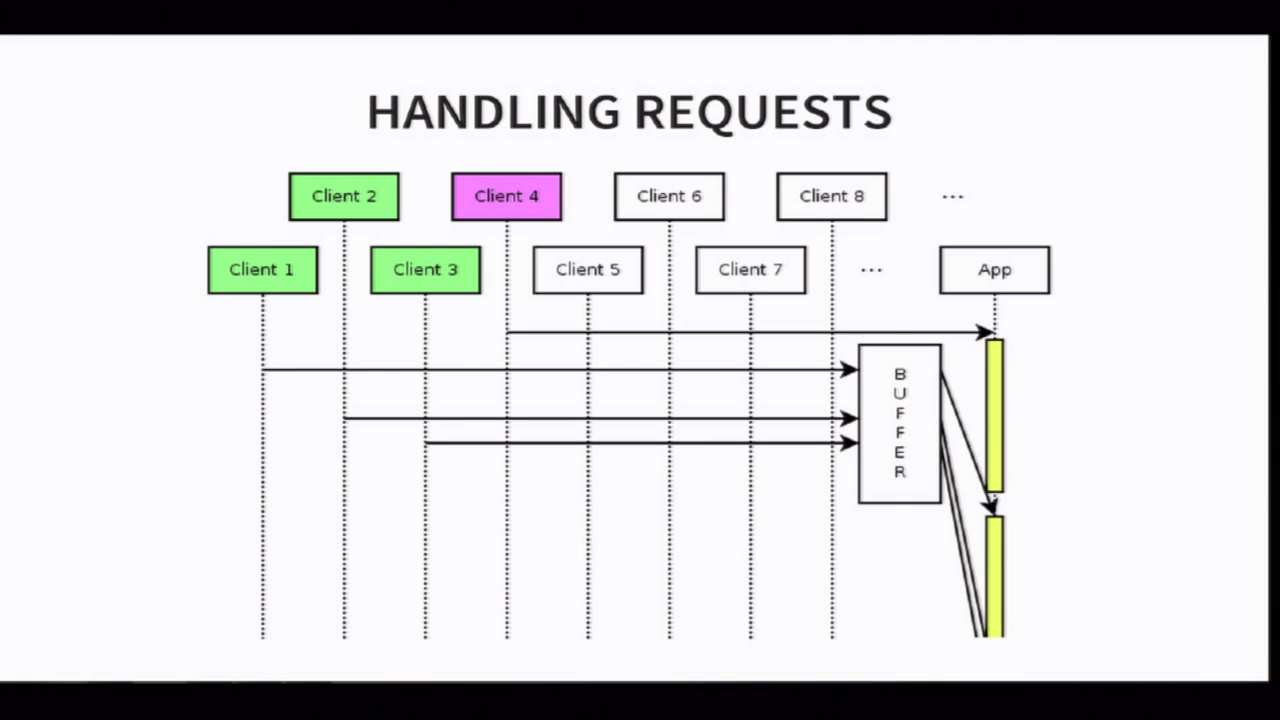 HANDLING REQUESTS
Client 2
Client 4
Client 6
Client 8
...
Client 1
Client 3
Client 5
Client 7
...
App
B
U
F
F
E
R